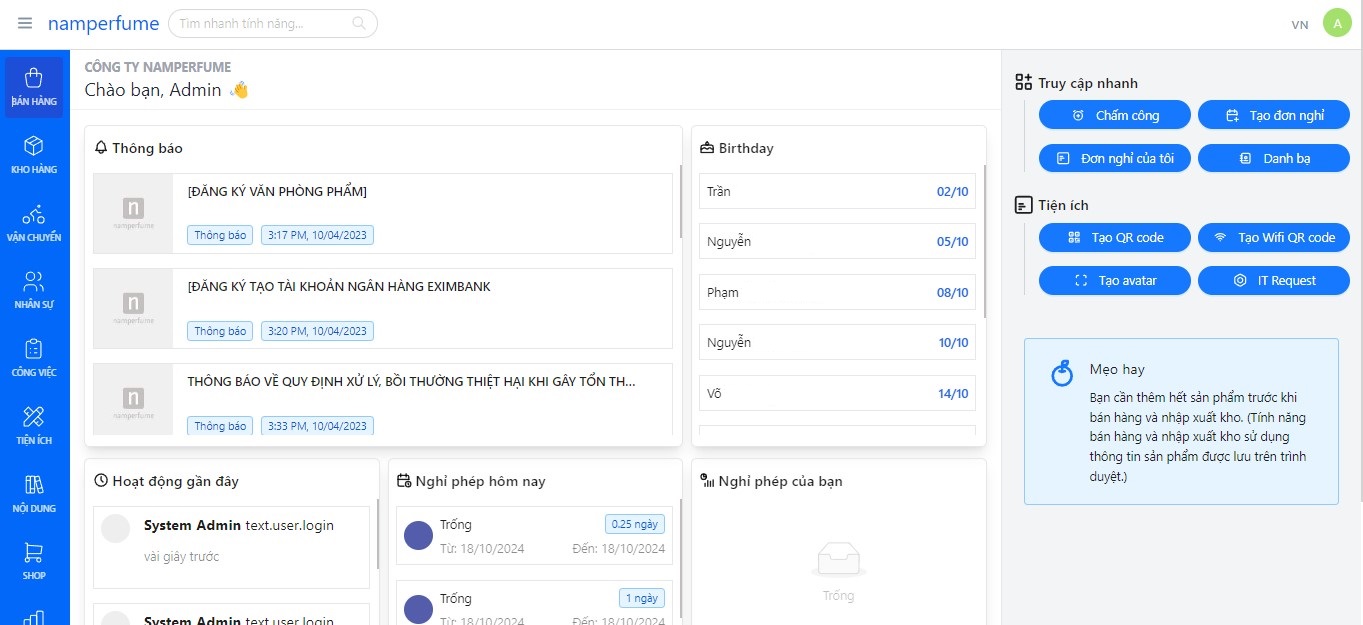 namperfume
Tìm nhanh tính năng...
VN
A
BÁN HÀNG
KHO HÀNG
VẬN CHUYỂN
NHÂN SỰ
CÔNG VIỆC
TIỆN ÍCH
NỘI DUNG
SHOP
CÔNG TY NAMPERFUME
Chào bạn, Admin 👋
Thông báo
n
namperfume
[ĐĂNG KÝ VĂN PHÒNG PHẨM]
Thông báo 3:17 PM, 10/04/2023
n
namperfume
[ĐĂNG KÝ TẠO TÀI KHOẢN NGÂN HÀNG EXIMBANK
Thông báo 3:20 PM, 10/04/2023
n
namperfume
THÔNG BÁO VỀ QUY ĐỊNH XỬ LÝ, BỒI THƯỜNG THIỆT HẠI KHI GÂY TỔN TH...
Thông báo 3:33 PM, 10/04/2023
Birthday
Trần 02/10
Nguyễn 05/10
Phạm 08/10
Nguyễn 10/10
Võ 14/10
Hoạt động gần đây
System Admin text.user.login
vài giây trước
System Admin text.user.login
Nghỉ phép hôm nay
Trống 0.25 ngày
Từ: 18/10/2024 Đến: 18/10/2024
Trống 1 ngày
Từ: 18/10/2024 Đến: 18/10/2024
Nghỉ phép của bạn
Trống
Truy cập nhanh
Chấm công
Tạo đơn nghỉ
Đơn nghỉ của tôi
Danh bạ
Tiện ích
Tạo QR code
Tạo Wifi QR code
Tạo avatar
IT Request
Mẹo hay
Bạn cần thêm hết sản phẩm trước khi
bán hàng và nhập xuất kho. (Tính năng
bán hàng và nhập xuất kho sử dụng
thông tin sản phẩm được lưu trên trình
duyệt.)